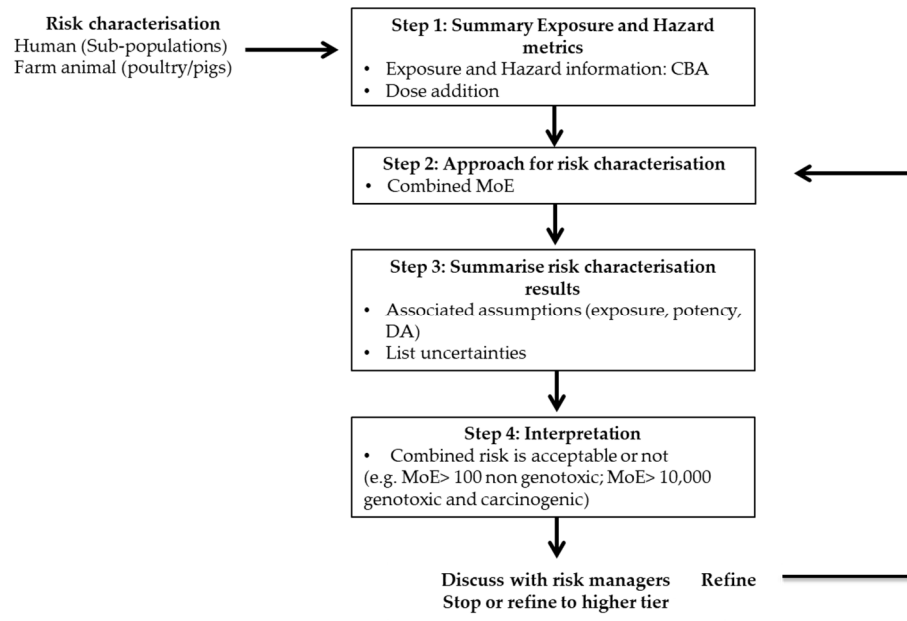 Risk characterisation
Human (Sub-populations)
Farm animal (poultry/pigs)
Step 1: Summary Exposure and Hazard
metrics
• Exposure and Hazard information: CBA
• Dose addition
Step 2: Approach for risk characterisation
• Combined MoE
Step 3: Summarise risk characterisation
results
• Associated assumptions (exposure, potency,
DA)
• List uncertainties
Step 4: Interpretation
• Combined risk is acceptable or not
(e.g. MoE> 100 non genotoxic; MoE> 10,000
genotoxic and carcinogenic)
Discuss with risk managers Refine
Stop or refine to higher tier